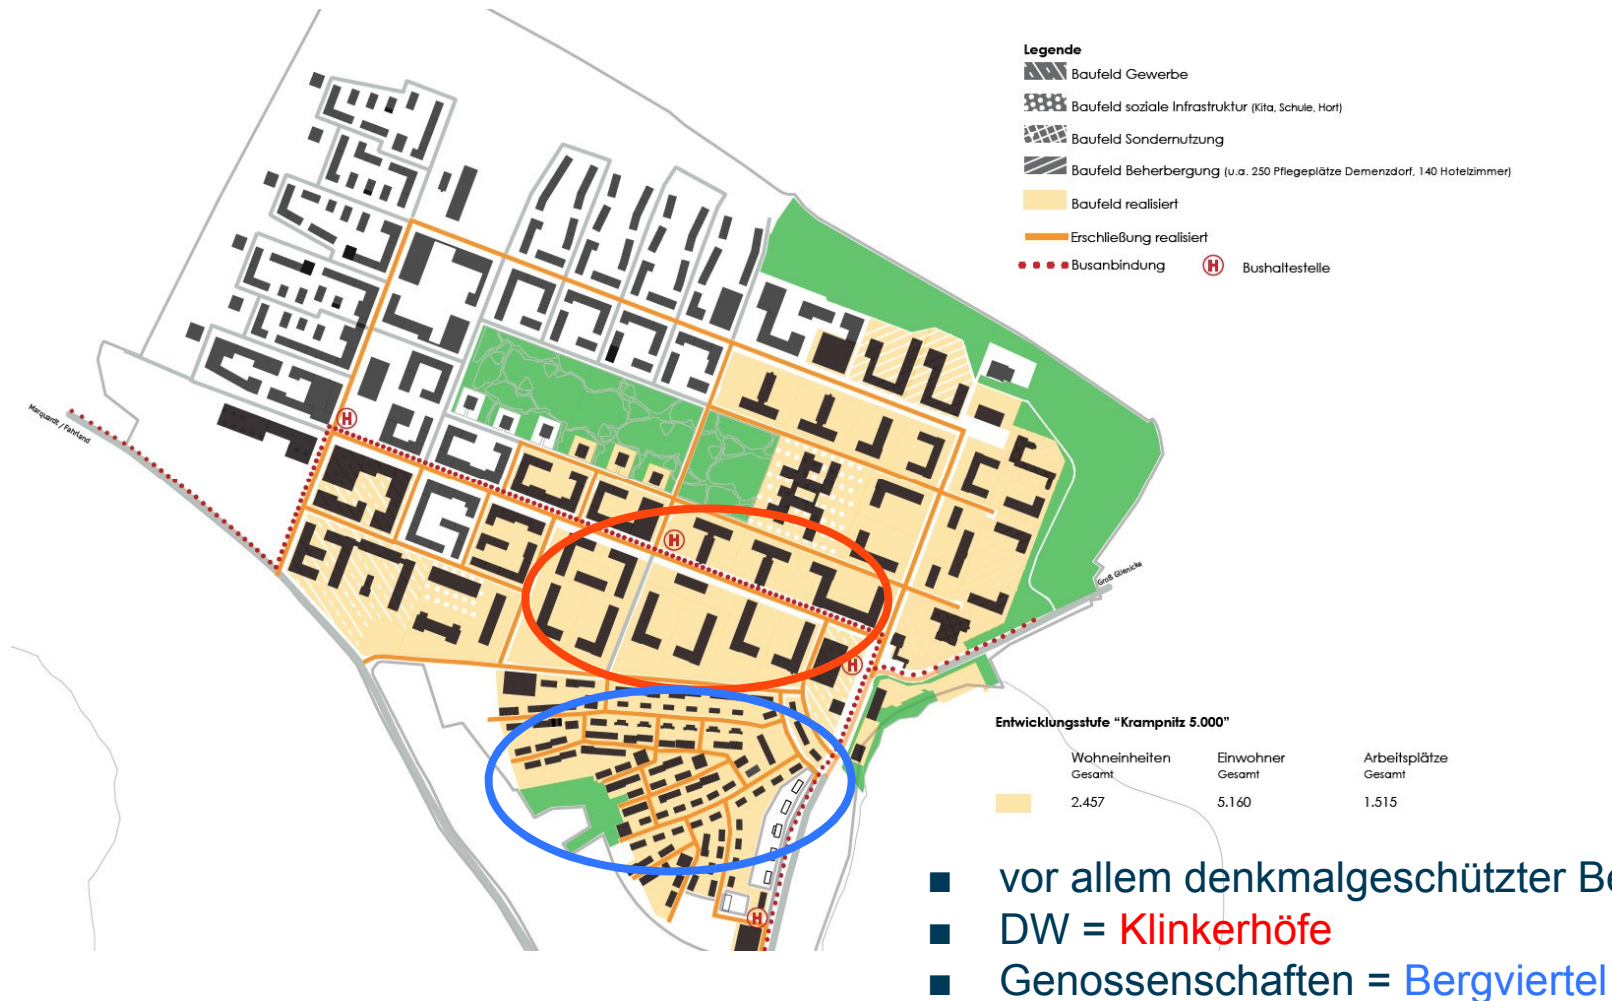 Legende
Baufeld Gewerbe
Baufeld soziale Infrastruktur (Kita, Schule, Hort)
Baufeld Sondernutzung
Baufeld Beherbergung (u.a. 250 Pflegeplätze Demenzdorf, 140 Hotelzimmer)
Baufeld realisiert
Erschließung realisiert
Busanbindung H Bushaltestelle
Marquardt / Fahrland
H
H
Groß Glienicke
H
H
Entwicklungsstufe “Krampnitz 5.000”
Wohneinheiten Einwohner Arbeitsplätze
Gesamt Gesamt Gesamt
2.457 5.160 1.515
vor allem denkmalgeschützter Be
DW = Klinkerhöfe
Genossenschaften = Bergviertel